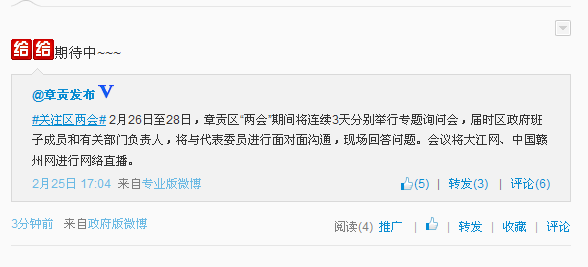 给给期待中~~~
@章贡发布 V
#关注区两会# 2月26日至28日，章贡区“两会”期间将连续3天分别举行专题询问会，届时区政府班
子成员和有关部门负责人，将与代表委员进行面对面沟通，现场回答问题。会议将大江网、中国赣
州网进行网络直播。
2月25日 17:04 来自专业版微博 (5) | 转发(3) | 评论(6)
3分钟前 来自政府版微博 阅读(4) 推广 | | 转发 | 收藏 | 评论